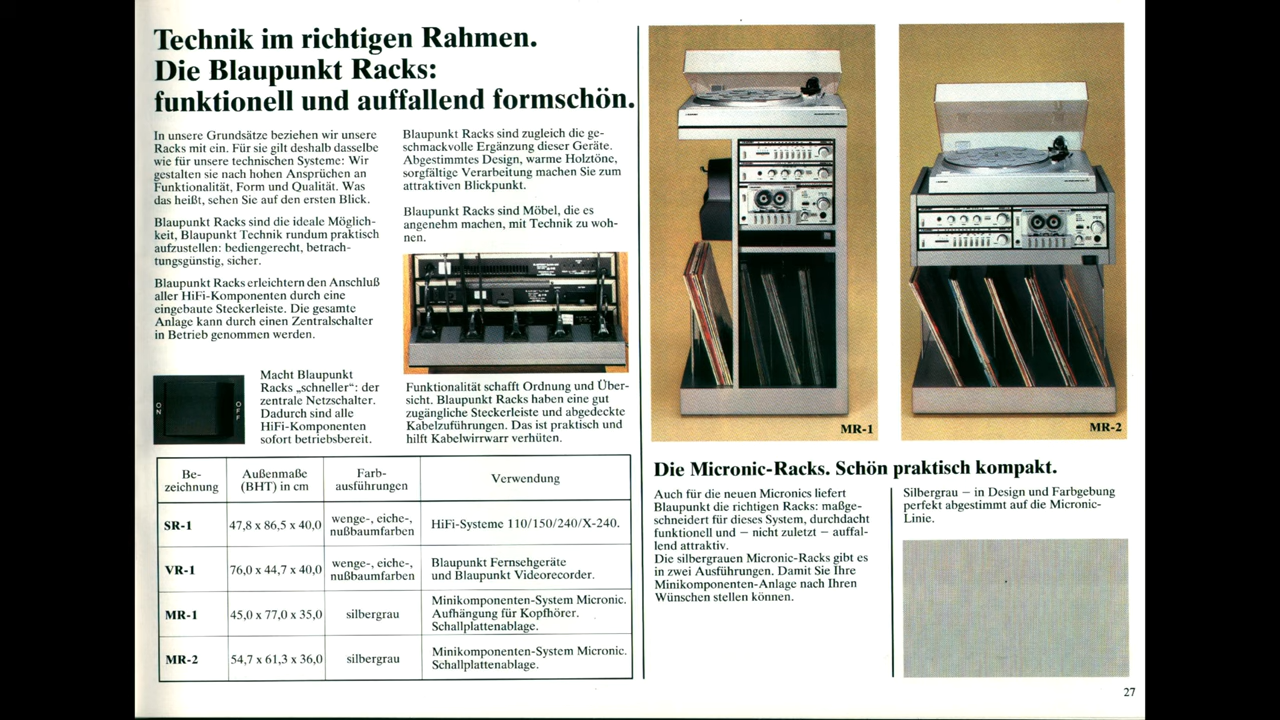 Technik im richtigen Rahmen.
Die Blaupunkt Racks:
funktionell und auffallend formschön.
In unsere Grundsätze beziehen wir unsere
Racks mit ein. Für sie gilt deshalb dasselbe
wie für unsere technischen Systeme: Wir
gestalten sie nach hohen Ansprüchen an
Funktionalität, Form und Qualität. Was
das heißt, sehen Sie auf den ersten Blick.
Blaupunkt Racks sind die ideale Möglich-
keit, Blaupunkt Technik rundum praktisch
aufzustellen: bediengerecht, betrach-
tungsgünstig, sicher.
Blaupunkt Racks erleichtern den Anschluß
aller HiFi-Komponenten durch eine
eingebaute Steckerleiste. Die gesamte
Anlage kann durch einen Zentralschalter
in Betrieb genommen werden.
ON
OFF
Macht Blaupunkt
Racks „schneller“: der
zentrale Netzschalter.
Dadurch sind alle
HiFi-Komponenten
sofort betriebsbereit.
Blaupunkt Racks sind zugleich die ge-
schmackvolle Ergänzung dieser Geräte.
Abgestimmtes Design, warme Holztöne,
sorgfältige Verarbeitung machen Sie zum
attraktiven Blickpunkt.
Blaupunkt Racks sind Möbel, die es
angenehm machen, mit Technik zu woh-
nen.
Funktionalität schafft Ordnung und Über-
sicht. Blaupunkt Racks haben eine gut
zugängliche Steckerleiste und abgedeckte
Kabelzuführungen. Das ist praktisch und
hilft Kabelwirrwarr verhüten.
Be-
zeichnung
Außenmaße
(BHT) in cm
Farb-
ausführungen
Verwendung
SR-1
47,8 x 86,5 x 40,0
wenge-, eiche-,
nußbaumfarben
HiFi-Systeme 110/150/240/X-240.
VR-1
76,0 x 44,7 x 40,0
wenge-, eiche-,
nußbaumfarben
Blaupunkt Fernsehgeräte
und Blaupunkt Videorecorder.
MR-1
45,0 x 77,0 x 35,0
silbergrau
Minikomponenten-System Micronic.
Aufhängung für Kopfhörer.
Schallplattenablage.
MR-2
54,7 x 61,3 x 36,0
silbergrau
Minikomponenten-System Micronic.
Schallplattenablage.
MR-1
MR-2
Die Micronic-Racks. Schön praktisch kompakt.
Auch für die neuen Micronics liefert
Blaupunkt die richtigen Racks: maßge-
schneidert für dieses System, durchdacht
funktionell und – nicht zuletzt – auffal-
lend attraktiv.
Die silbergrauen Micronic-Racks gibt es
in zwei Ausführungen. Damit Sie Ihre
Minikomponenten-Anlage nach Ihren
Wünschen stellen können.
Silbergrau – in Design und Farbgebung
perfekt abgestimmt auf die Micronic-
Linie.
27